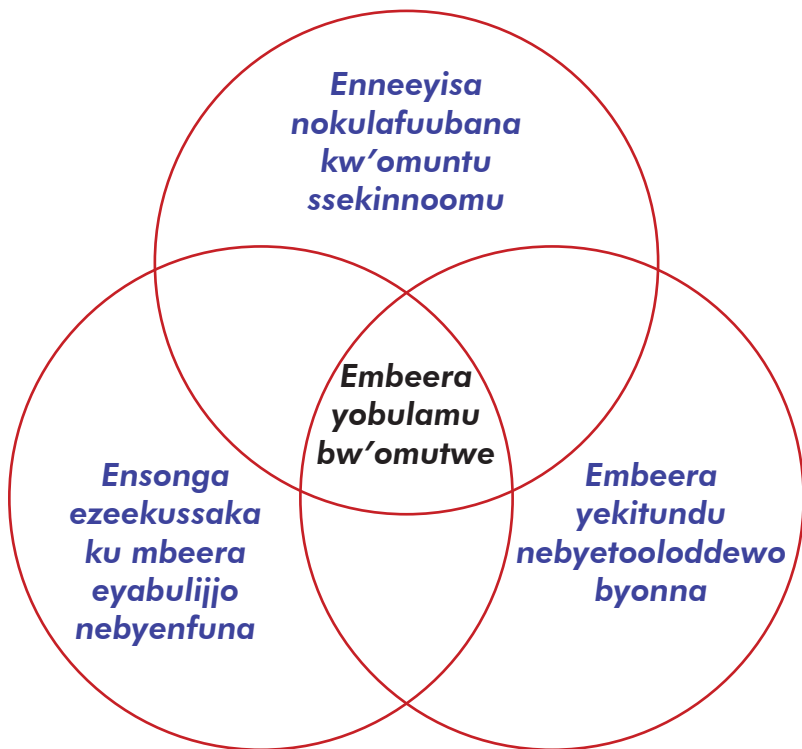 Enneeyisa
nokulafuubana
kw'omuntu
ssekinnoomu
Embeera
yobulamu
bw'omutwe
Ensonga
ezeekussaka
ku mbeera
eyabulijjo
nebyenfuna
Embeera
yekitundu
nebyetooloddewo
byonna